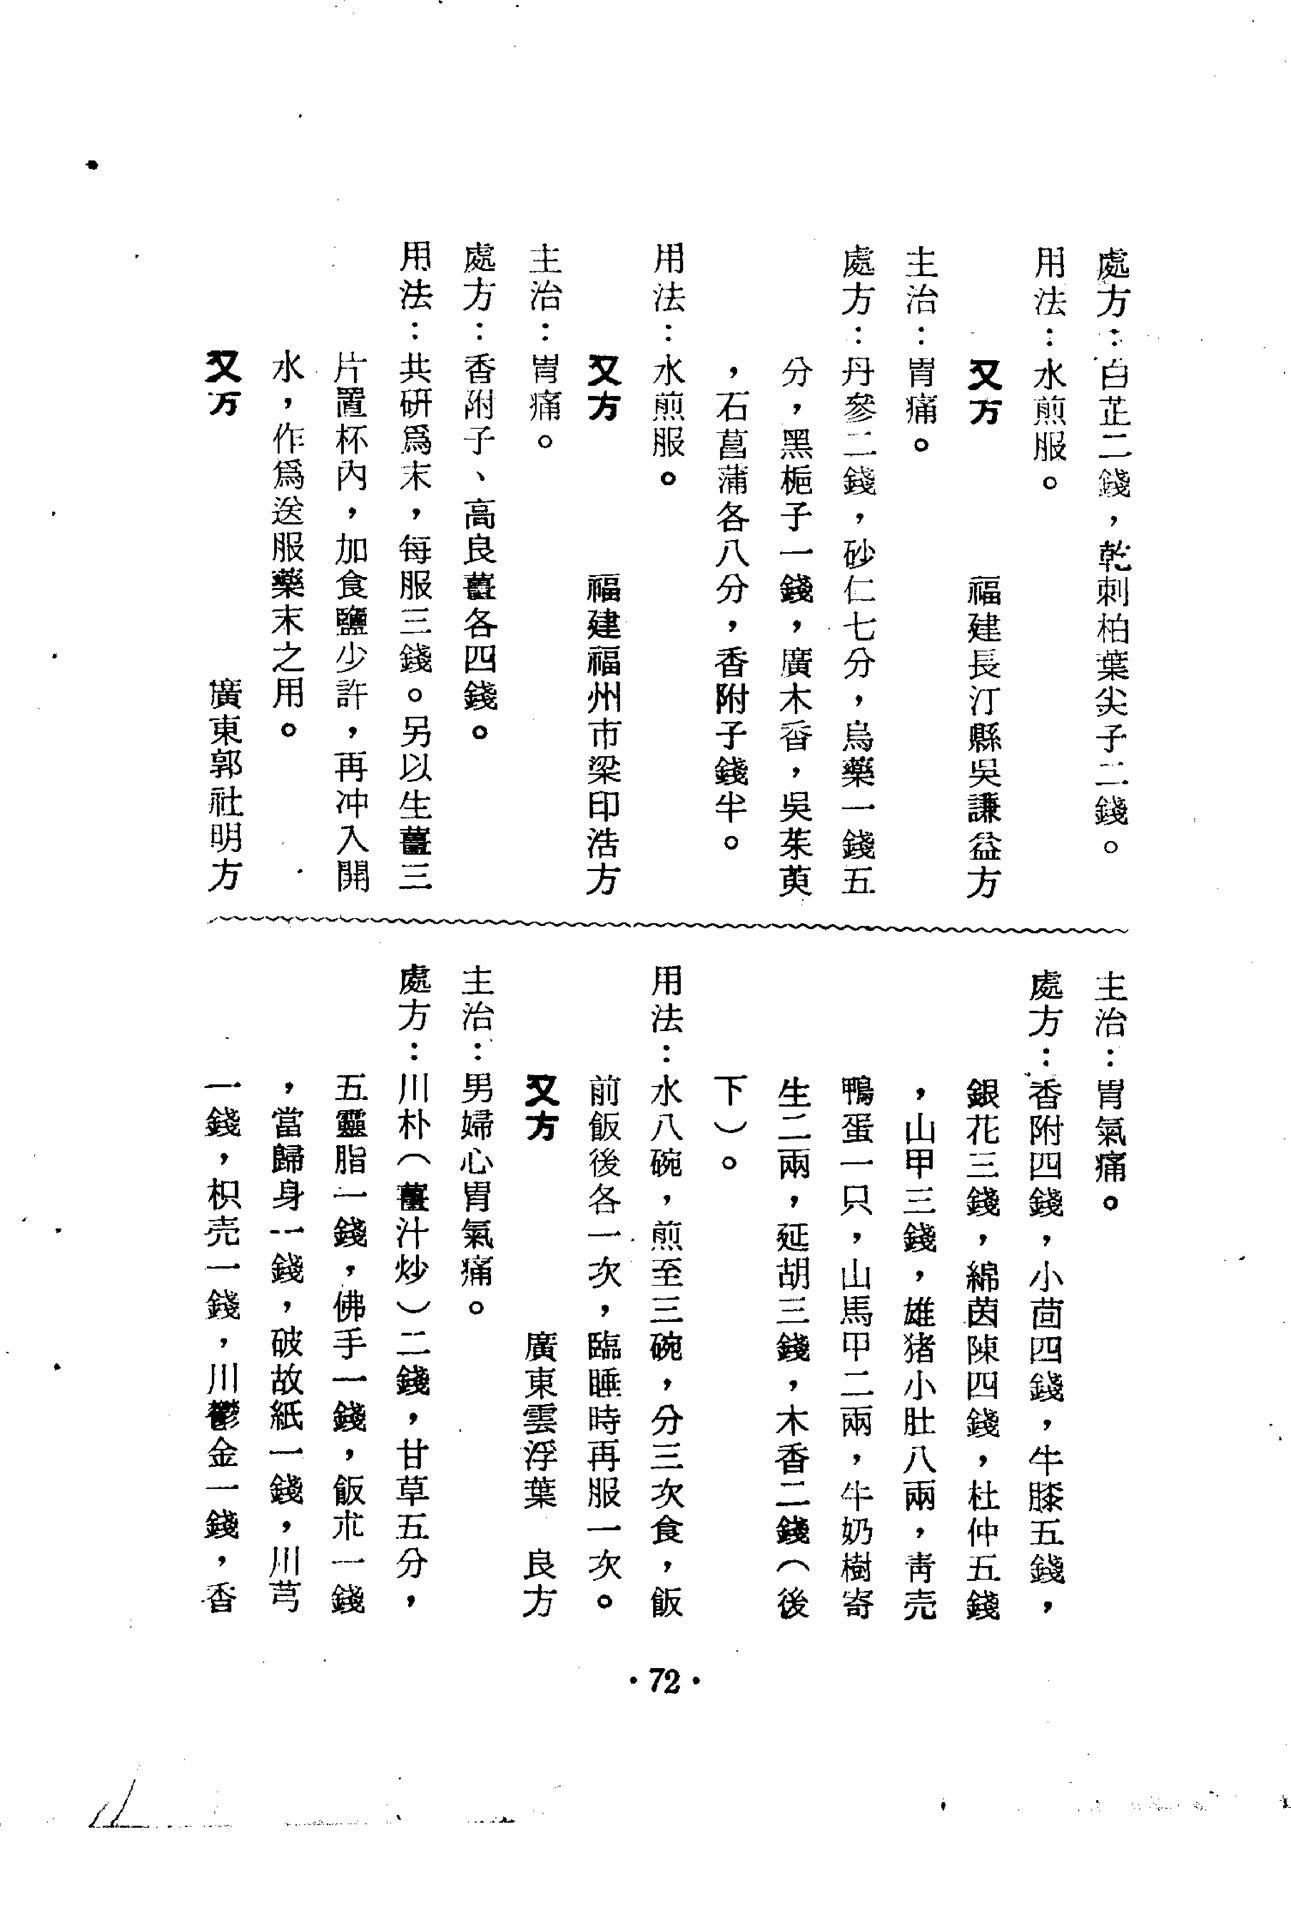 處方：白芷二錢，乾刺柏葉尖子二錢。
用法：水煎服。
又方　福建長汀縣吳謙益方
主治：胃痛。
處方：丹參二錢，砂仁七分，烏藥一錢五
分，黑梔子一錢，廣木香，吳茱萸
，石菖蒲各八分，香附子錢半。
用法：水煎服。
又方　福建福州市梁印浩方
主治：胃痛。
處方：香附子、高良薑各四錢。
用法：共研爲末，每服三錢。另以生薑三
片置杯內，加食鹽少許，再冲入開
水，作爲送服藥末之用。
又方　廣東郭社明方
主治：胃氣痛。
處方：香附四錢，小茴四錢，牛膝五錢，
銀花三錢，綿茵陳四錢，杜仲五錢
，山甲三錢，雄猪小肚八兩，靑壳
鴨蛋一只，山馬甲二兩，牛奶樹寄
生二兩，延胡三錢，木香二錢（後
下）。
用法：水八碗，煎至三碗，分三次食，飯
前飯後各一次，臨睡時再服一次。
又方　廣東雲浮葉　良方
主治：男婦心胃氣痛。
處方：川朴（薑汁炒）二錢，甘草五分，
五靈脂一錢，佛手一錢，飯朮一錢
，當歸身一錢，破故紙一錢，川芎
一錢，枳壳一錢，川鬱金一錢，香
·72·